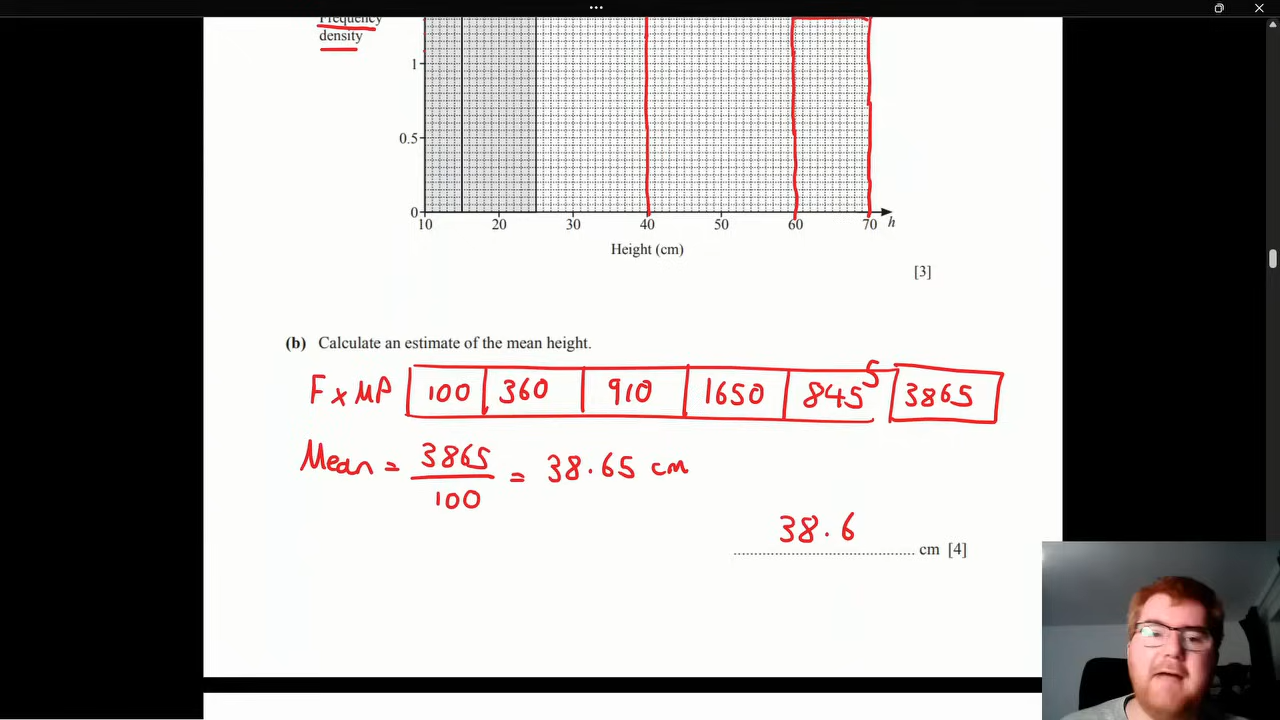 Frequency
density
1
0.5
0
10 20 30 40 50 60 70 h
Height (cm)
[3]
(b) Calculate an estimate of the mean height.
F x MP 100 360 910 1650 845 5 3865
Mean = 3865/100 = 38.65 cm
38.6
cm [4]